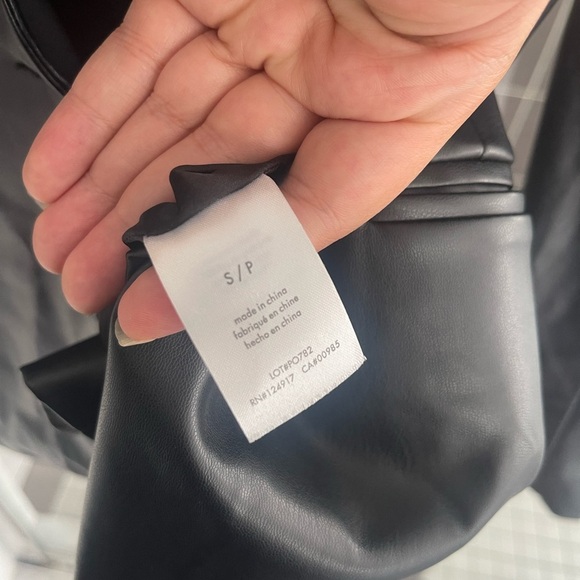 S / P
made in china
fabriqué en chine
hecho en china
LOT#PO782
RN#124917 CA#00985